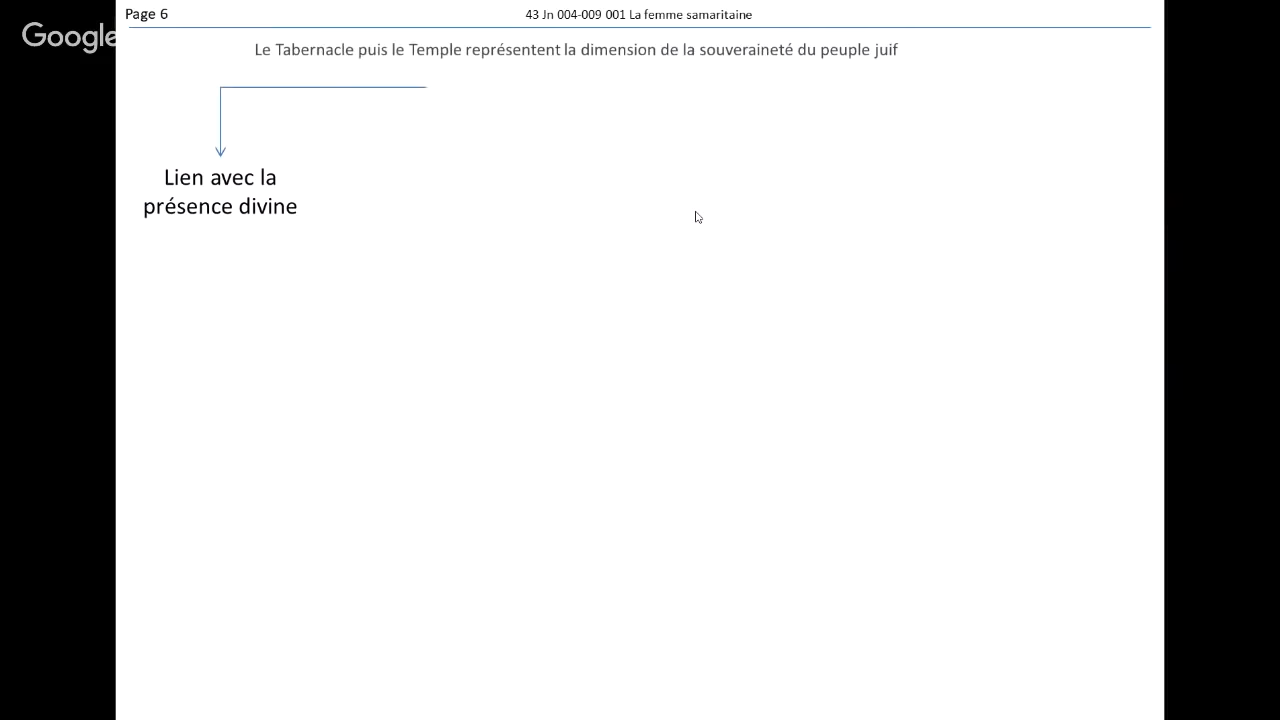 Page 6
43 Jn 004-009 001 La femme samaritaine
Google
Le Tabernacle puis le Temple représentent la dimension de la souveraineté du peuple juif
Lien avec la
présence divine